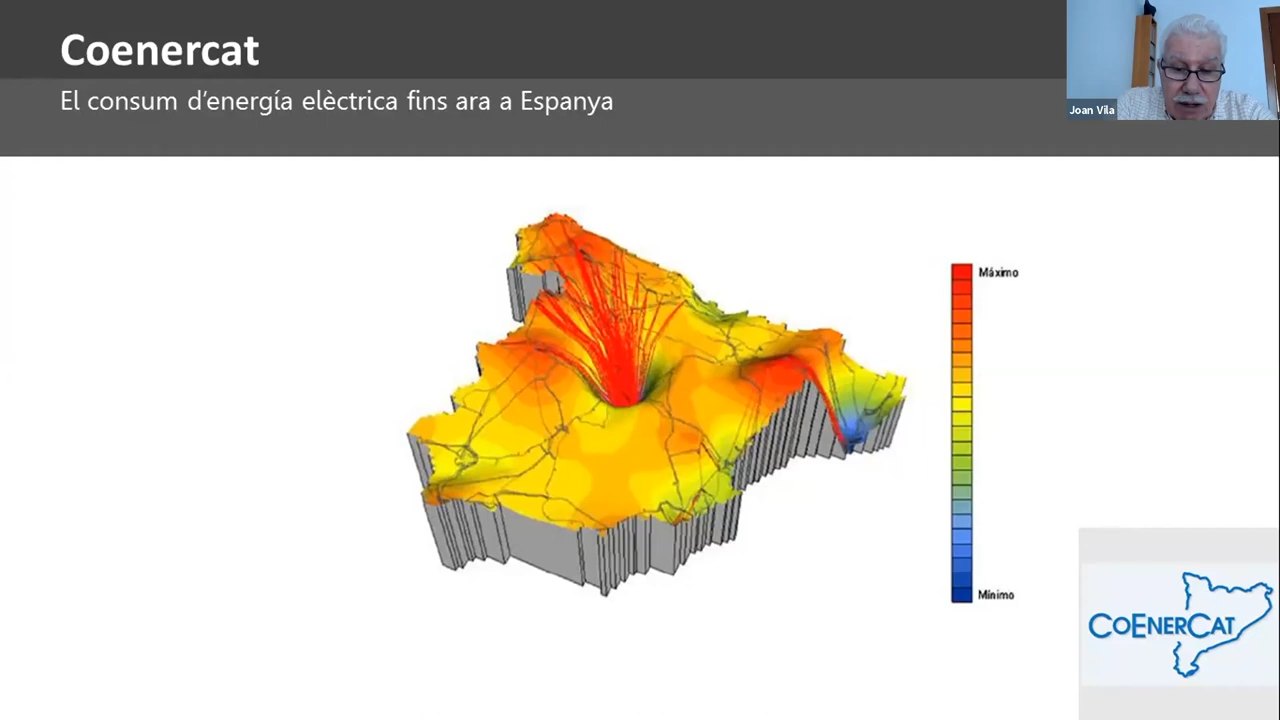 Coenercat
El consum d'energía elèctrica fins ara a Espanya
Joan Vila
Máximo
Mínimo
CoEnerCat